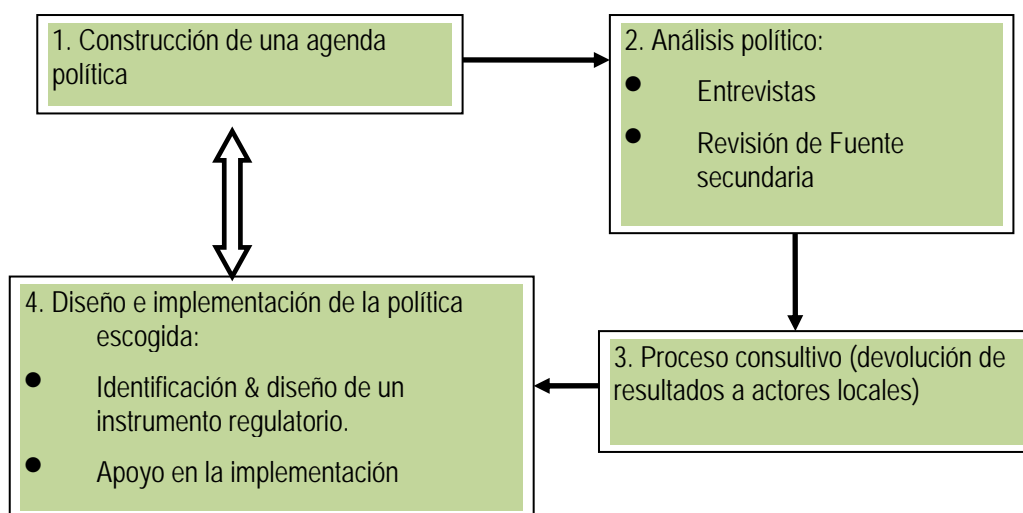 1. Construcción de una agenda
política
2. Análisis político:
● Entrevistas
● Revisión de Fuente
secundaria
3. Proceso consultivo (devolución de
resultados a actores locales)
4. Diseño e implementación de la política
escogida:
● Identificación & diseño de un
instrumento regulatorio.
● Apoyo en la implementación